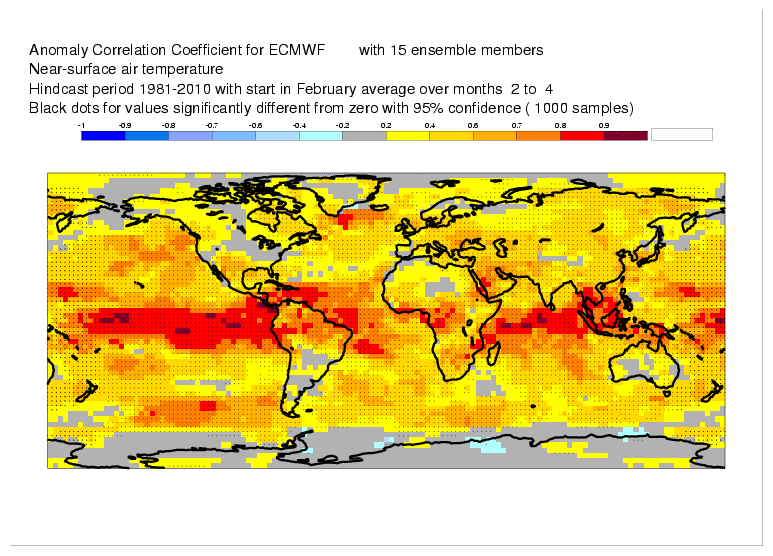 Anomaly Correlation Coefficient for ECMWF with 15 ensemble members
Near-surface air temperature
Hindcast period 1981-2010 with start in February average over months 2 to 4
Black dots for values significantly different from zero with 95% confidence ( 1000 samples)
-1 -0.9 -0.8 -0.7 -0.6 -0.4 -0.2 0.2 0.4 0.6 0.7 0.8 0.9